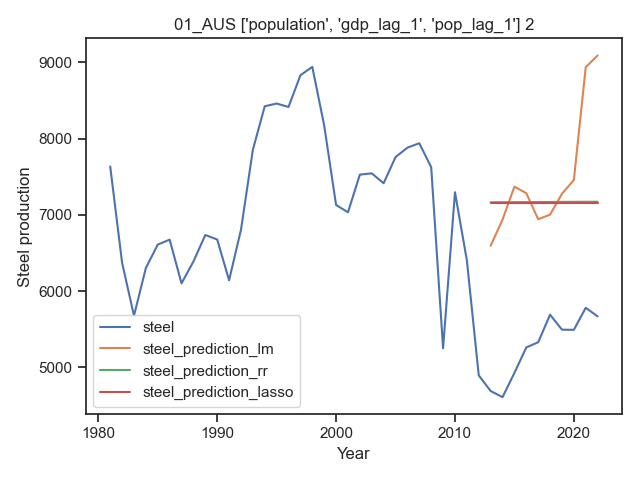 01_AUS ['population', 'gdp_lag_1', 'pop_lag_1'] 2
9000
8000
7000
6000
5000
Steel production
steel
steel_prediction_lm
steel_prediction_rr
steel_prediction_lasso
1980
1990
2000
2010
2020
Year